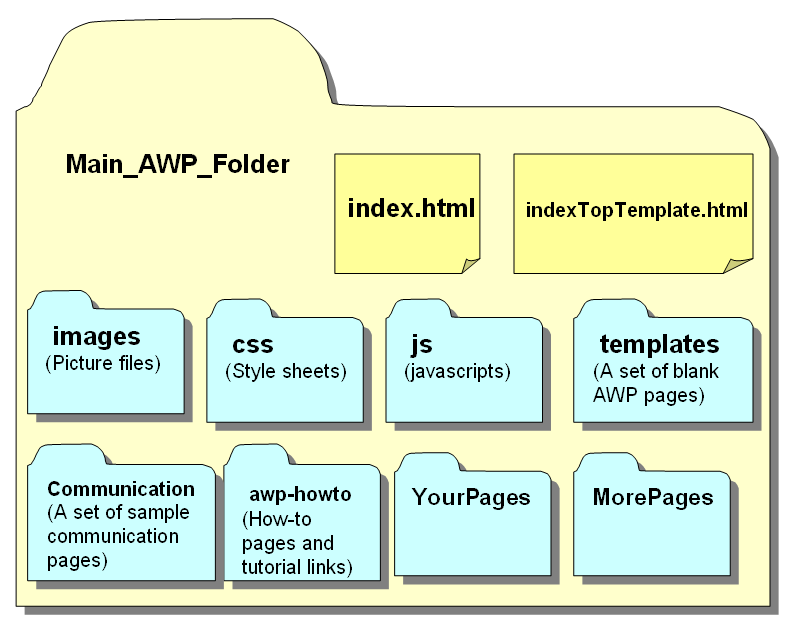 Main_AWP_Folder
index.html
indexTopTemplate.html
images
(Picture files)
css
(Style sheets)
js
(javascripts)
templates
(A set of blank
AWP pages)
Communication
(A set of sample
communication
pages)
awp-howto
(How-to
pages and
tutorial links)
YourPages
MorePages